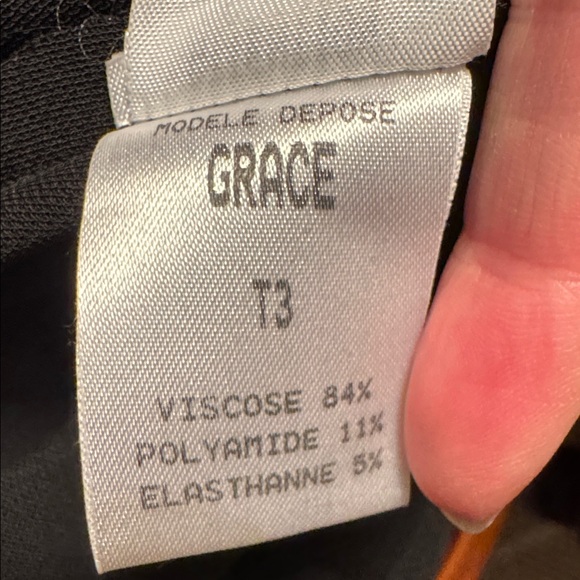 MODELE DEPOSE
GRACE
T3
VISCOSE 84%
POLYAMIDE 11%
ELASTHANNE 5%